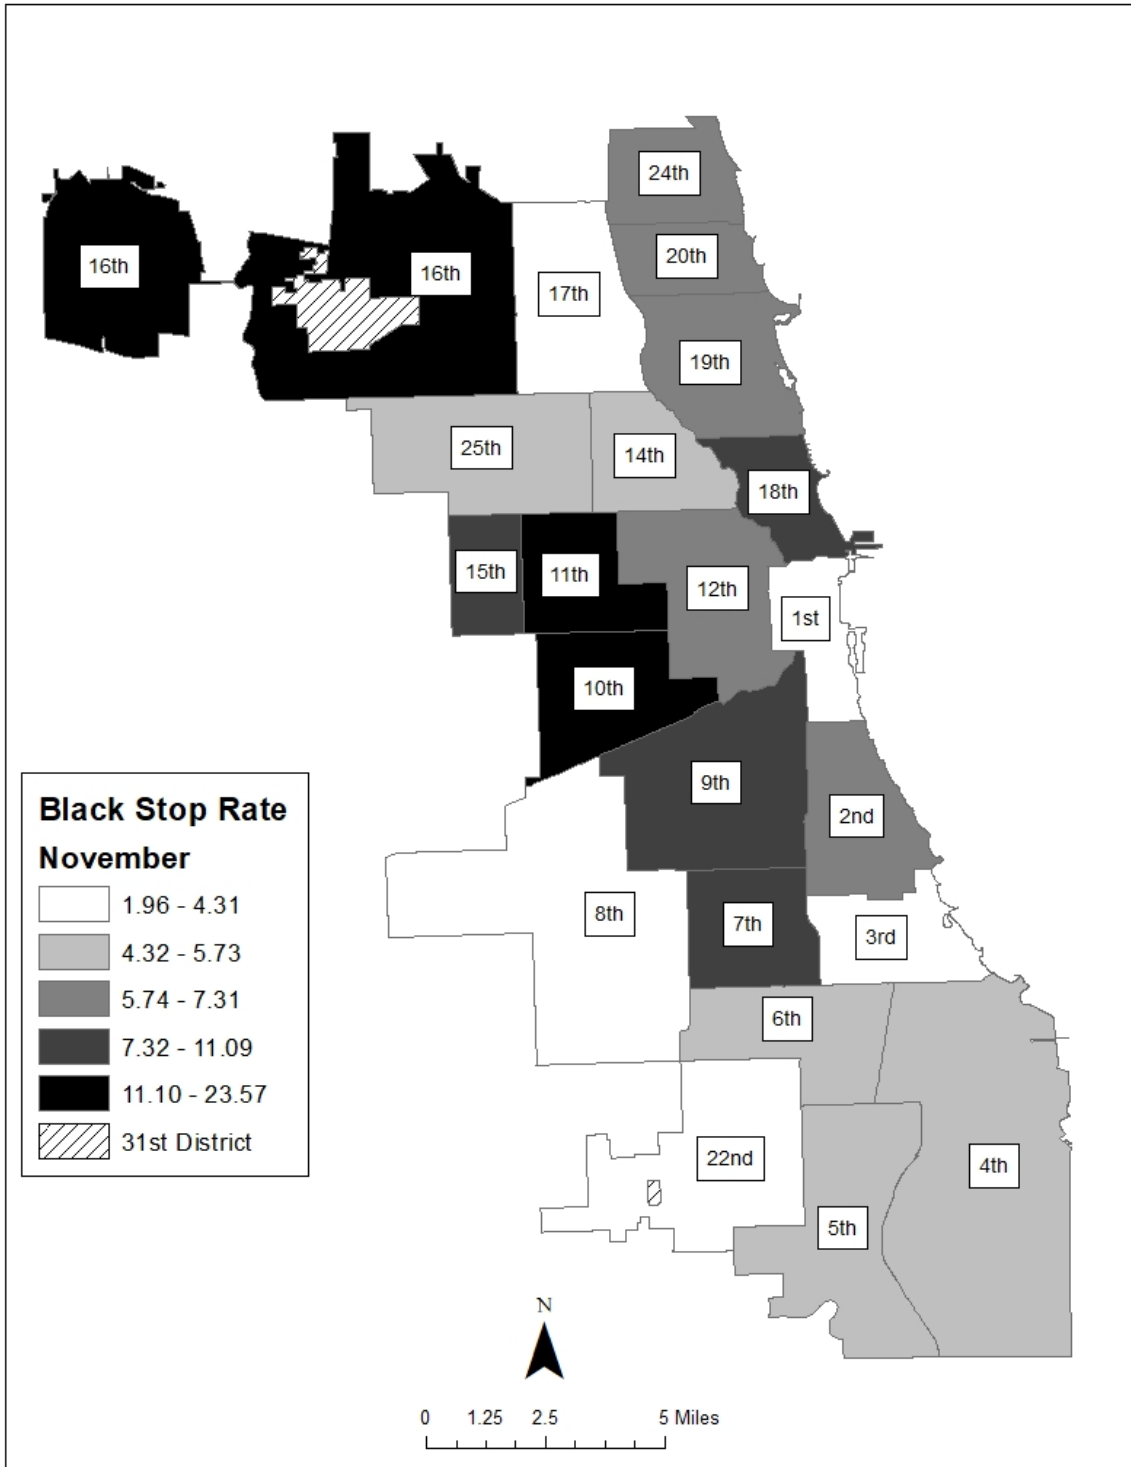 24th
20th
16th
16th
17th
19th
25th
14th
18th
15th
11th
12th
1st
10th
9th
2nd
8th
7th
3rd
6th
22nd
4th
5th
Black Stop Rate
November
1.96 - 4.31
4.32 - 5.73
5.74 - 7.31
7.32 - 11.09
11.10 - 23.57
31st District
N
0 1.25 2.5 5 Miles